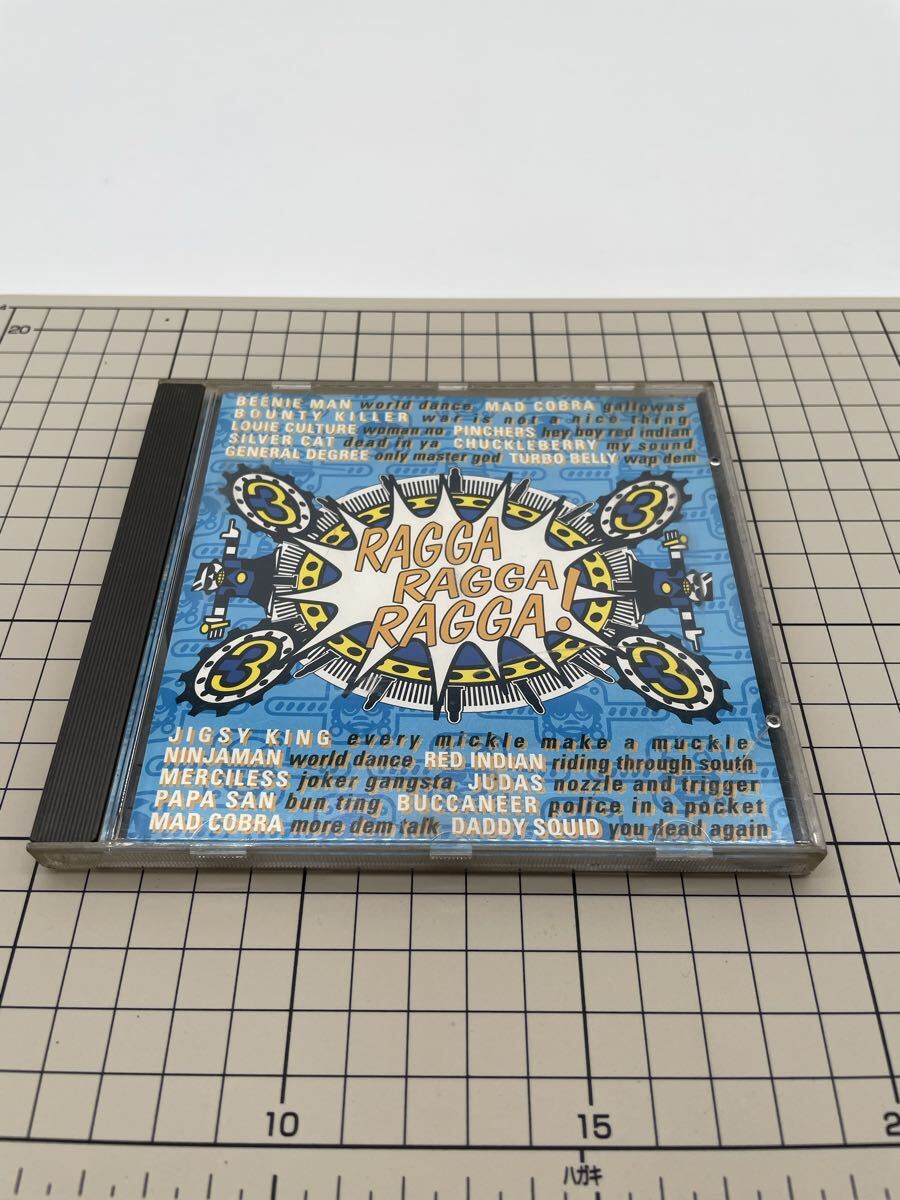 4
20
BEENIE MAN world dance MAD COBRA gallowas
BOUNTY KILLER war is not a nice thing
LOUIE CULTURE woman no PINCHERS hey boy red indian
SILVER CAT dead in ya CHUCKLEBERRY my sound
GENERAL DEGREE only master god TURBO BELLY wap dem
3 3
RAGGA
RAGGA
RAGGA!
3 3
JIGSY KING every mickle make a muckle
NINJAMAN world dance RED INDIAN riding through south
MERCILESS joker gangsta JUDAS nozzle and trigger
PAPA SAN bun ting BUCCANEER police in a pocket
MAD COBRA more dem talk DADDY SQUID you dead again
10 15 2
ハガキ